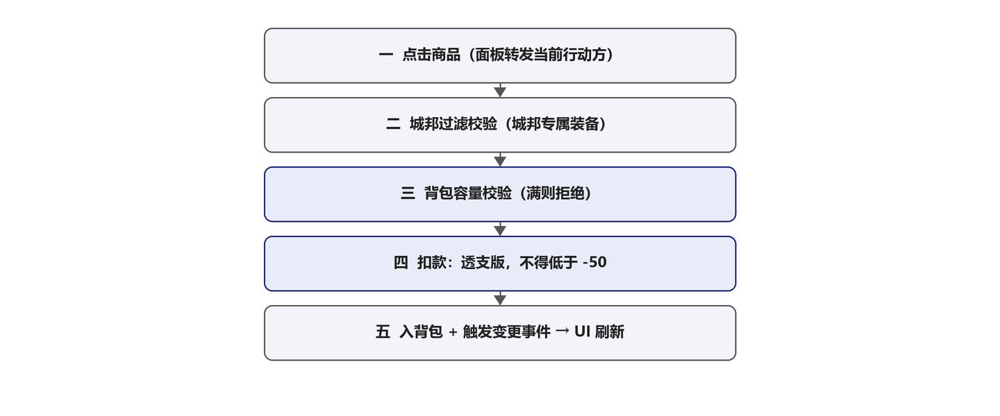 一 点击商品（面板转发当前行动方）
二 城邦过滤校验（城邦专属装备）
三 背包容量校验（满则拒绝）
四 扣款：透支版，不得低于 -50
五 入背包 + 触发变更事件 → UI 刷新